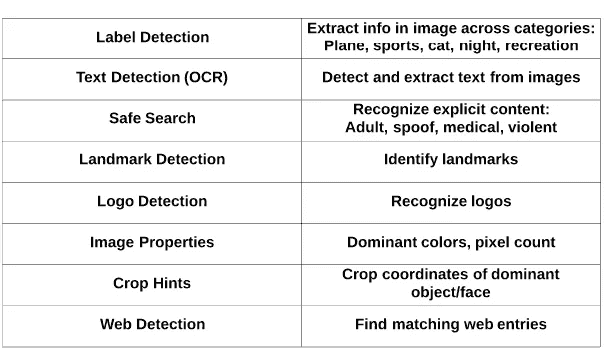 Label Detection
Extract info in image across categories:
Plane, sports, cat, night, recreation
Text Detection (OCR)
Detect and extract text from images
Safe Search
Recognize explicit content:
Adult, spoof, medical, violent
Landmark Detection
Identify landmarks
Logo Detection
Recognize logos
Image Properties
Dominant colors, pixel count
Crop Hints
Crop coordinates of dominant
object/face
Web Detection
Find matching web entries